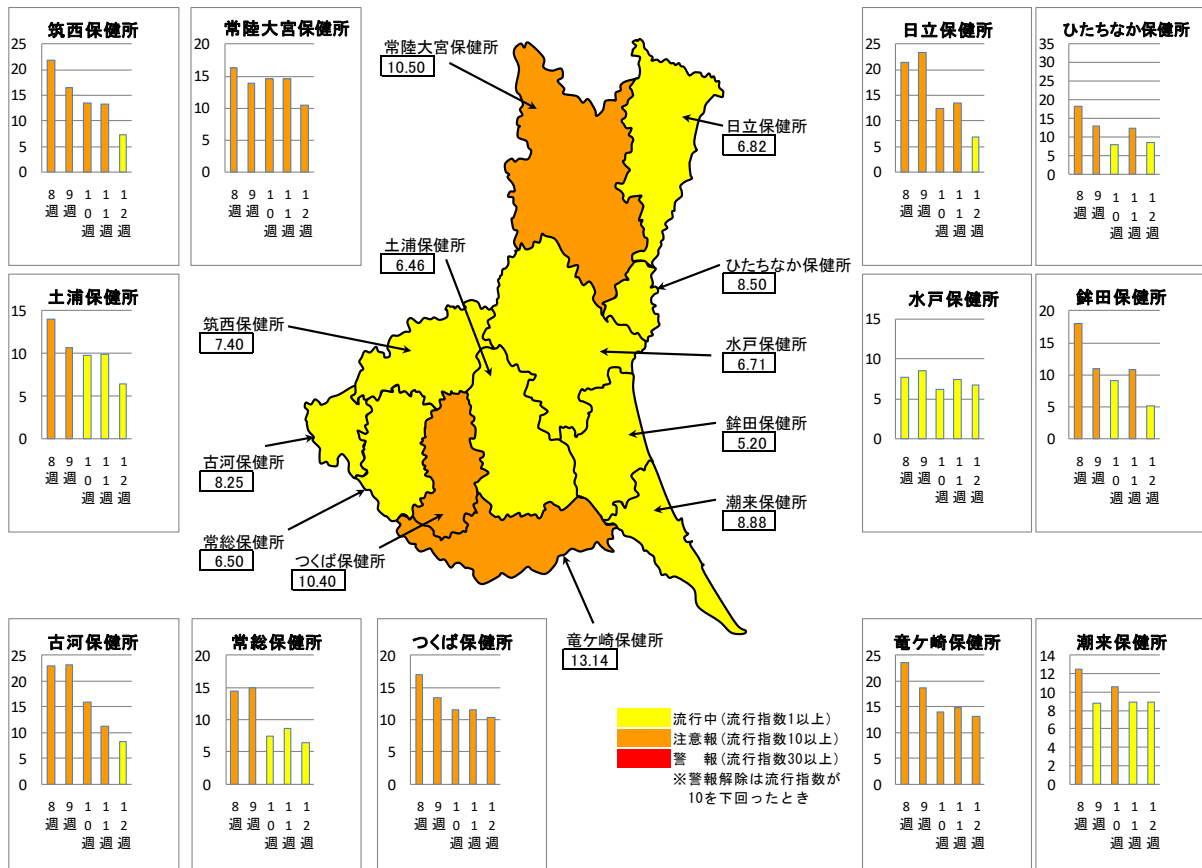 筑西保健所
25
20
15
10
5
0
8週
9週
10週
11週
12週
常陸大宮保健所
20
15
10
5
0
8週
9週
10週
11週
12週
常陸大宮保健所
10.50
日立保健所
6.82
土浦保健所
6.46
ひたちなか保健所
8.50
筑西保健所
7.40
水戸保健所
6.71
鉾田保健所
5.20
古河保健所
8.25
潮来保健所
8.88
常総保健所
6.50
つくば保健所
10.40
竜ケ崎保健所
13.14
日立保健所
25
20
15
10
5
0
8週
9週
10週
11週
12週
ひたちなか保健所
35
30
25
20
15
10
5
0
8週
9週
10週
11週
12週
土浦保健所
15
10
5
0
8週
9週
10週
11週
12週
水戸保健所
15
10
5
0
8週
9週
10週
11週
12週
鉾田保健所
20
15
10
5
0
8週
9週
10週
11週
12週
古河保健所
25
20
15
10
5
0
8週
9週
10週
11週
12週
常総保健所
20
15
10
5
0
8週
9週
10週
11週
12週
つくば保健所
20
15
10
5
0
8週
9週
10週
11週
12週
流行中(流行指数1以上)
注意報(流行指数10以上)
警　報(流行指数30以上)
※警報解除は流行指数が
10を下回ったとき
竜ケ崎保健所
25
20
15
10
5
0
8週
9週
10週
11週
12週
潮来保健所
14
12
10
8
6
4
2
0
8週
9週
10週
11週
12週